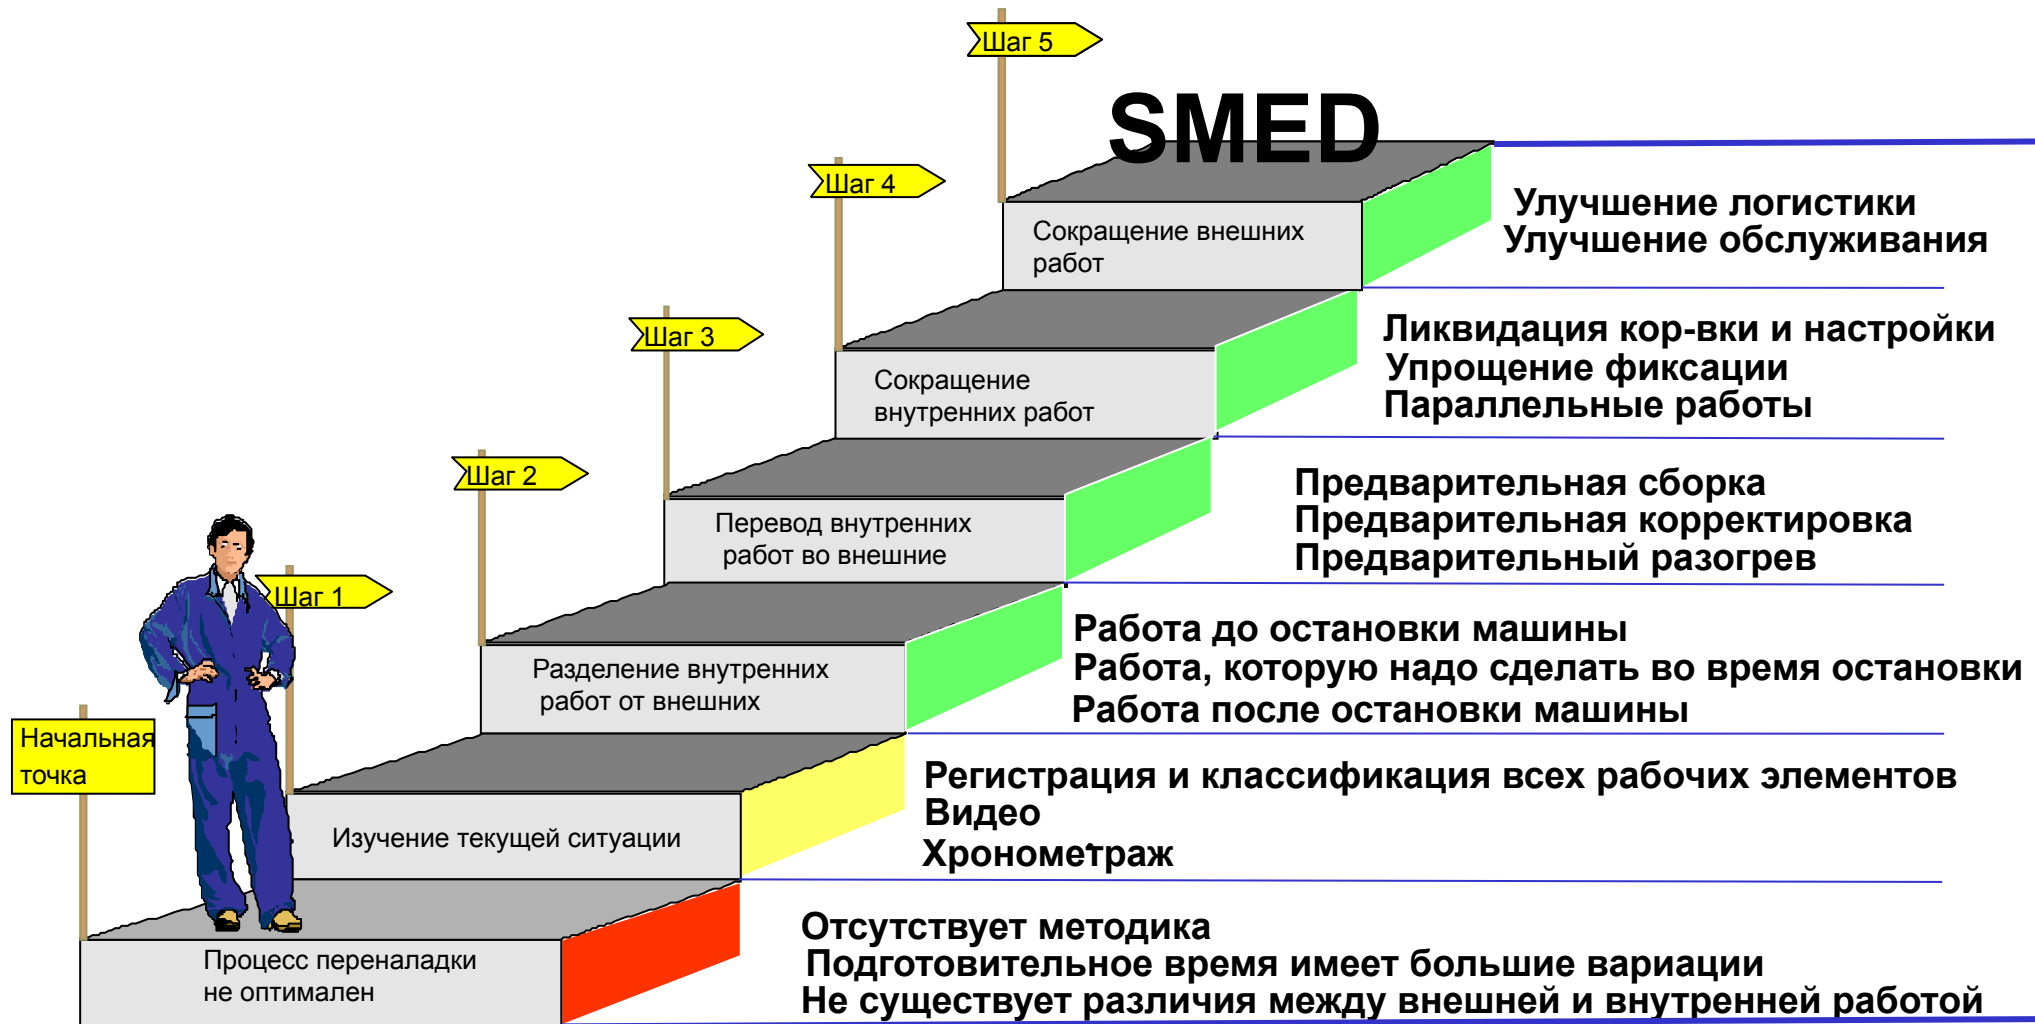 Шаг 5
SMED
Сокращение внешних
работ
Улучшение логистики
Улучшение обслуживания
Шаг 4
Сокращение
внутренних работ
Ликвидация кор-вки и настройки
Упрощение фиксации
Параллельные работы
Шаг 3
Перевод внутренних
работ во внешние
Предварительная сборка
Предварительная корректировка
Предварительный разогрев
Шаг 2
Разделение внутренних
работ от внешних
Работа до остановки машины
Работа, которую надо сделать во время остановки
Работа после остановки машины
Шаг 1
Изучение текущей ситуации
Регистрация и классификация всех рабочих элементов
Видео
Хронометраж
Начальная
точка
Процесс переналадки
не оптимален
Отсутствует методика
Подготовительное время имеет большие вариации
Не существует различия между внешней и внутренней работой